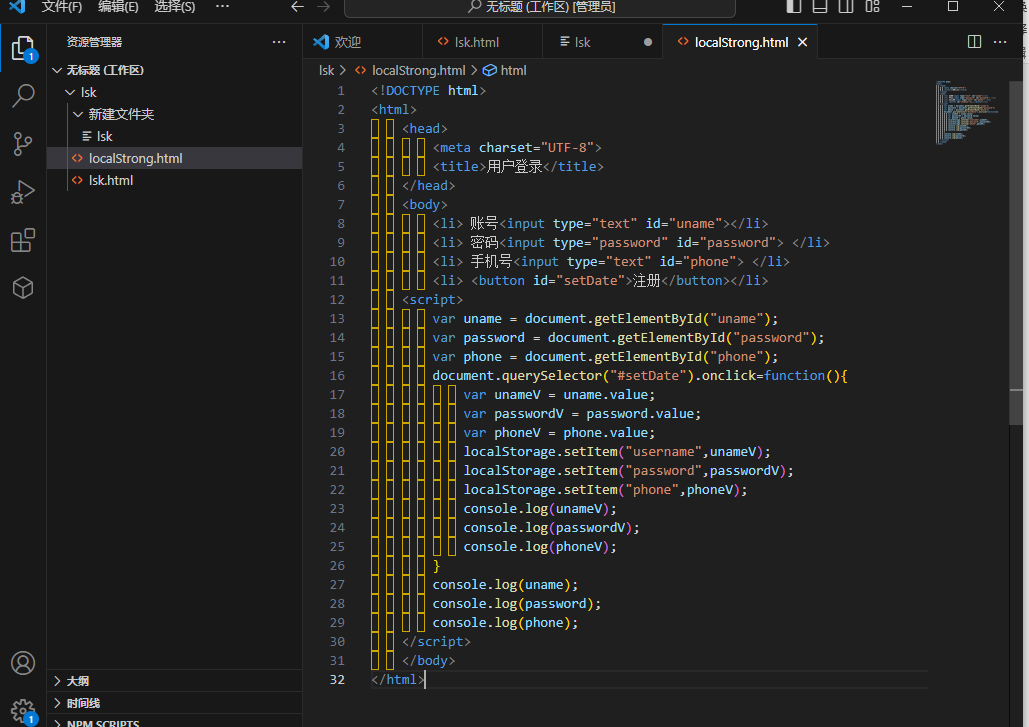 文件(F) 编辑(E) 选择(S) ··· ← → 无标题 (工作区) [管理员]
资源管理器 ···
无标题 (工作区)
lsk
新建文件夹
lsk
localStrong.html
lsk.html
大纲
时间线
NPM SCRIPTS
1
1
欢迎 lsk.html lsk ● localStrong.html ×
lsk > localStrong.html > html
1 <!DOCTYPE html>
2 <html>
3 <head>
4 <meta charset="UTF-8">
5 <title>用户登录</title>
6 </head>
7 <body>
8 <li> 账号<input type="text" id="uname"></li>
9 <li> 密码<input type="password" id="password"> </li>
10 <li> 手机号<input type="text" id="phone"> </li>
11 <li> <button id="setDate">注册</button></li>
12 <script>
13 var uname = document.getElementById("uname");
14 var password = document.getElementById("password");
15 var phone = document.getElementById("phone");
16 document.querySelector("#setDate").onclick=function(){
17 var unameV = uname.value;
18 var passwordV = password.value;
19 var phoneV = phone.value;
20 localStorage.setItem("username",unameV);
21 localStorage.setItem("password",passwordV);
22 localStorage.setItem("phone",phoneV);
23 console.log(unameV);
24 console.log(passwordV);
25 console.log(phoneV);
26 }
27 console.log(uname);
28 console.log(password);
29 console.log(phone);
30 </script>
31 </body>
32 </html>